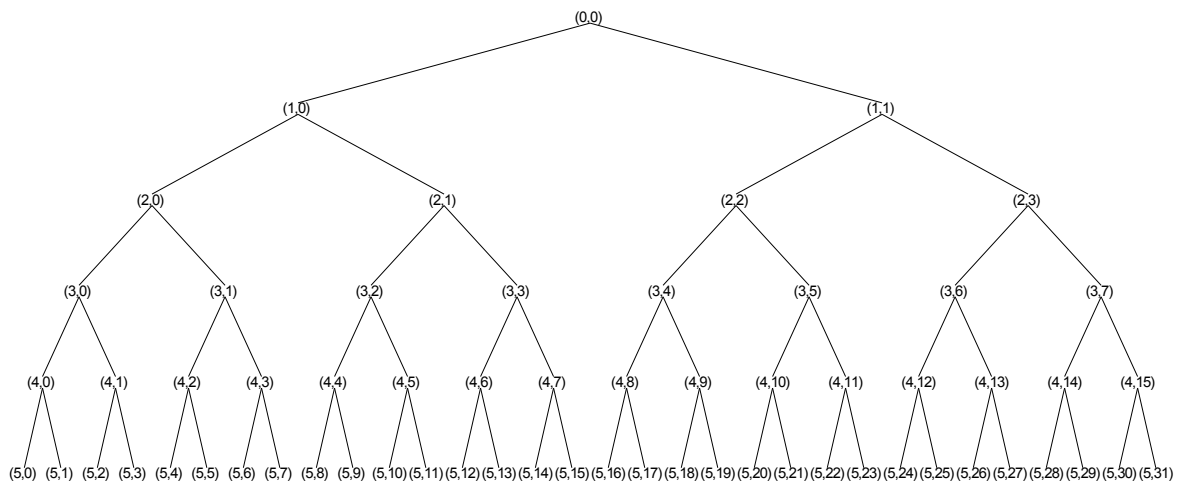 (0,0)
(1,0) (1,1)
(2,0) (2,1) (2,2) (2,3)
(3,0) (3,1) (3,2) (3,3) (3,4) (3,5) (3,6) (3,7)
(4,0) (4,1) (4,2) (4,3) (4,4) (4,5) (4,6) (4,7) (4,8) (4,9) (4,10) (4,11) (4,12) (4,13) (4,14) (4,15)
(5,0) (5,1) (5,2) (5,3) (5,4) (5,5) (5,6) (5,7) (5,8) (5,9) (5,10) (5,11) (5,12) (5,13) (5,14) (5,15) (5,16) (5,17) (5,18) (5,19) (5,20) (5,21) (5,22) (5,23) (5,24) (5,25) (5,26) (5,27) (5,28) (5,29) (5,30) (5,31)